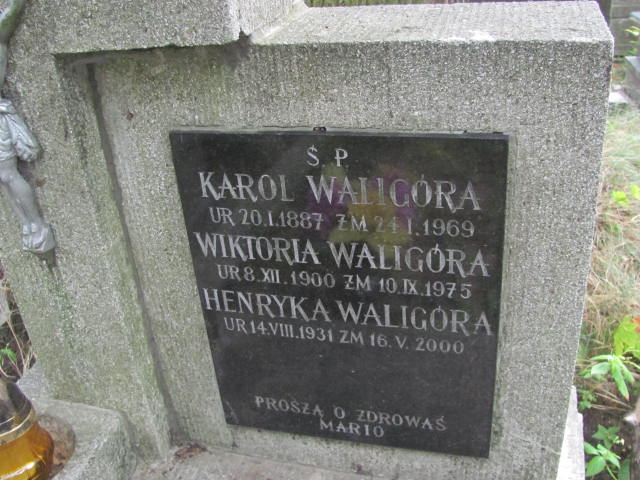 Ś. P.
KAROL WALIGÓRA
UR 20.I.1887 ZM 24.I.1969
WIKTORIA WALIGÓRA
UR 8.XII.1900 ZM 10.IX.1975
HENRYKA WALIGÓRA
UR 14.VIII.1931 ZM 16.V.2000
PROSZĄ O ZDROWAŚ
MARIO